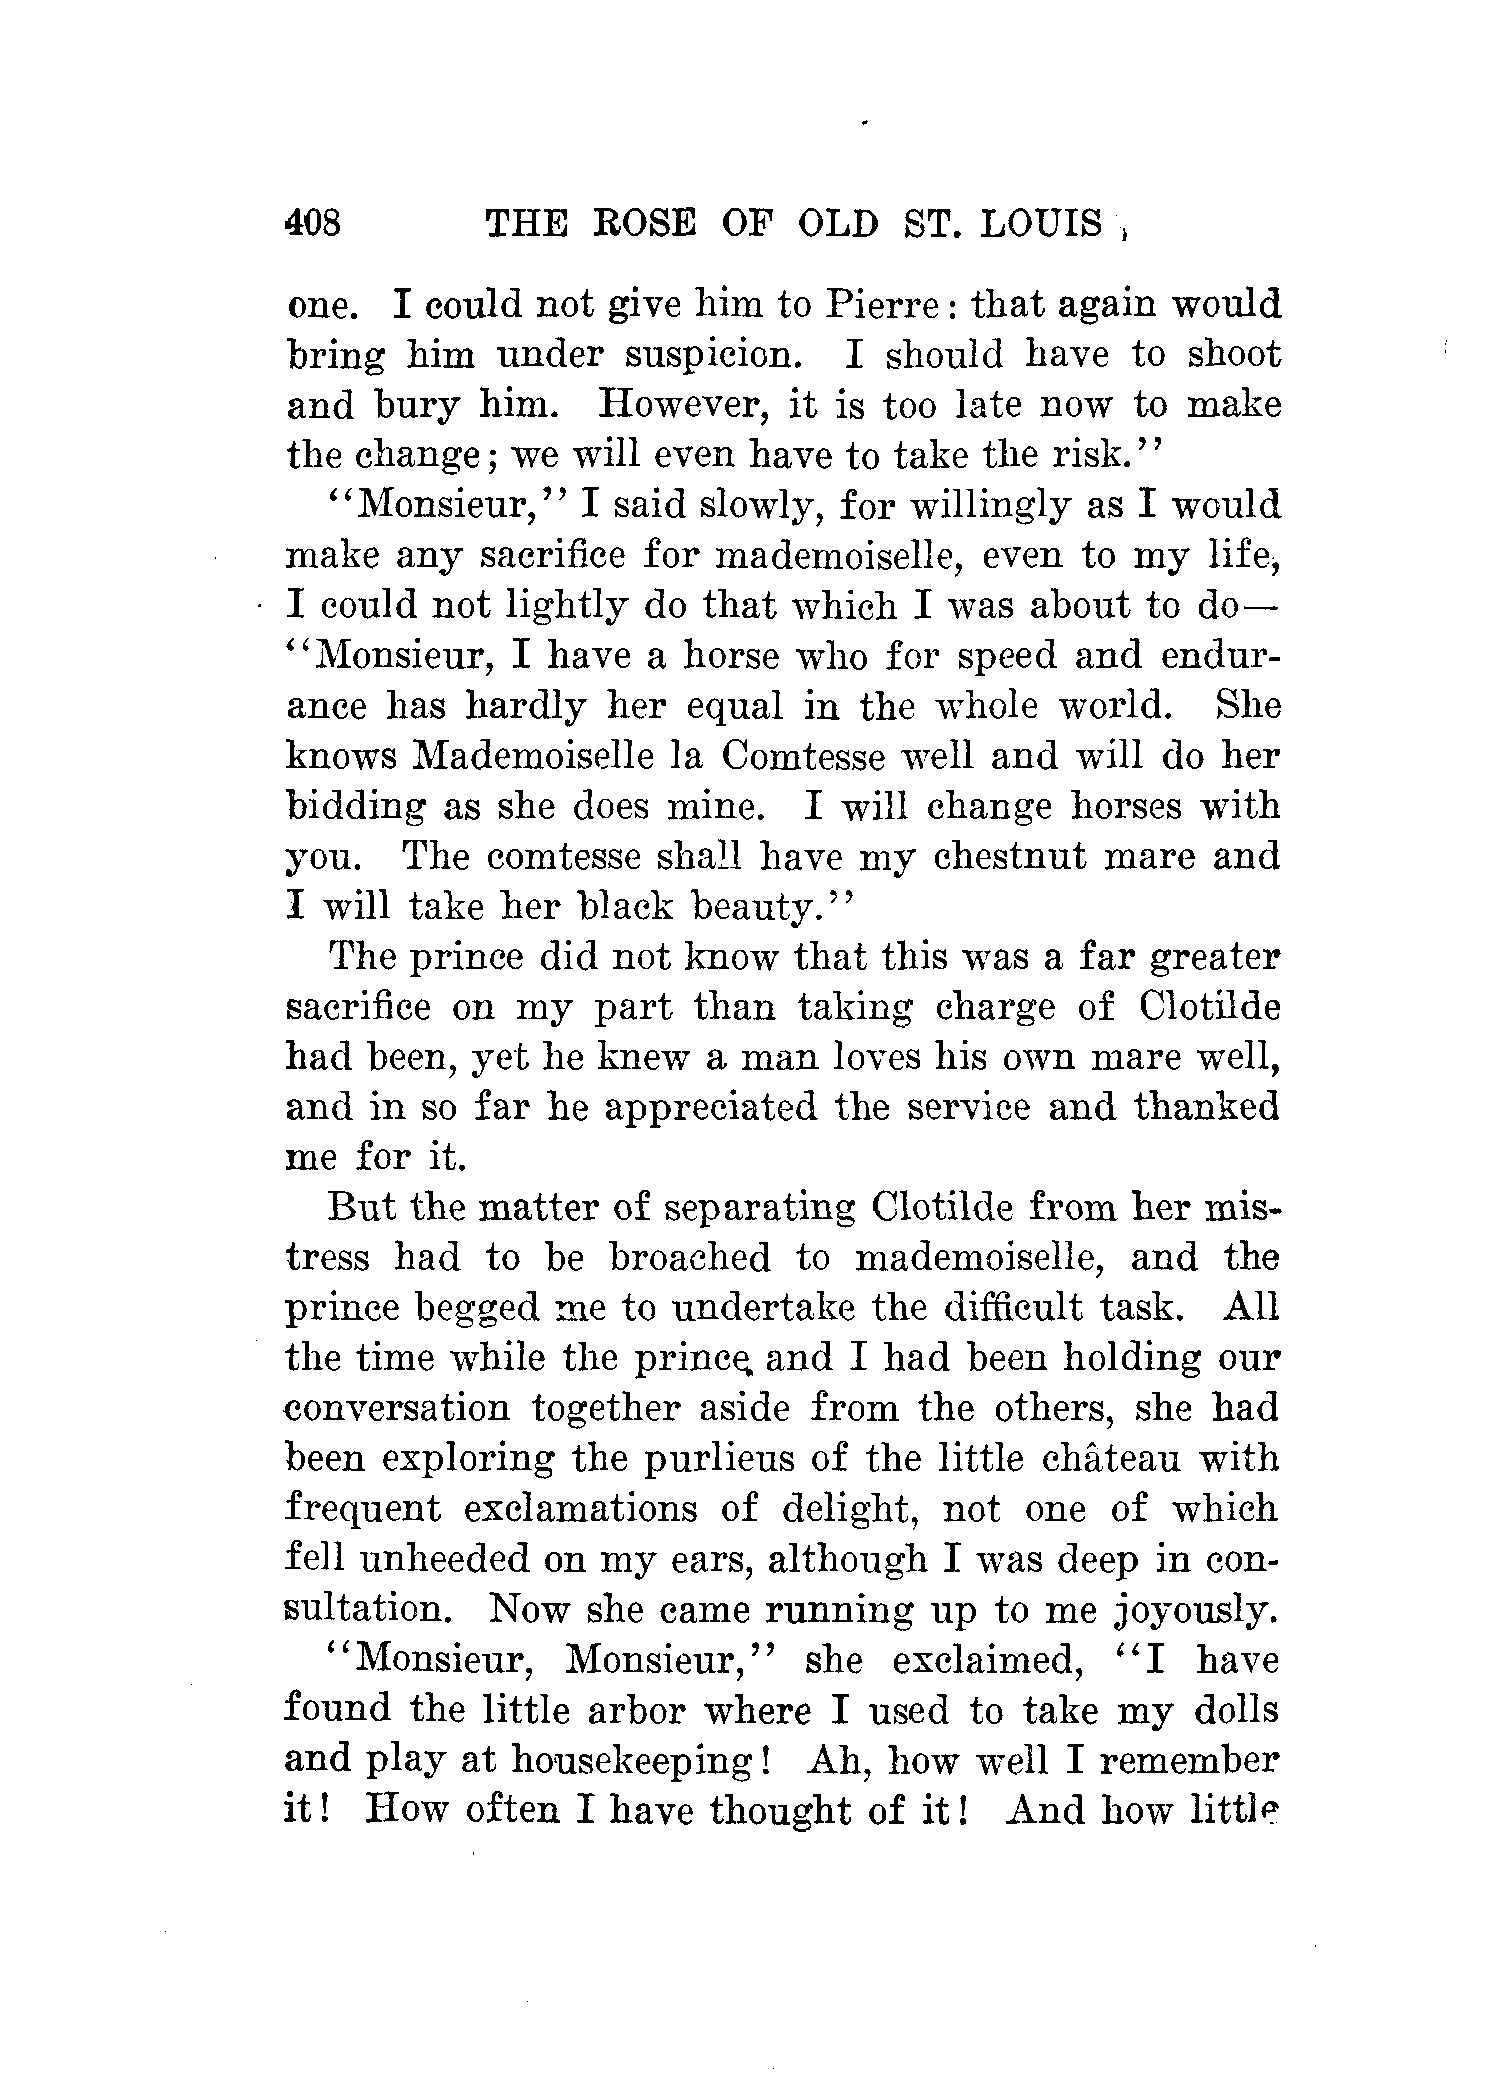 408 THE ROSE OF OLD ST. LOUIS
one. I could not give him to Pierre: that again would
bring him under suspicion. I should have to shoot
and bury him. However, it is too late now to make
the change; we will even have to take the risk.''
''Monsieur,'' I said slowly, for willingly as I would
make any sacrifice for mademoiselle, even to my life,
I could not lightly do that which I was about to do—
''Monsieur, I have a horse who for speed and endur-
ance has hardly her equal in the whole world. She
knows Mademoiselle la Comtesse well and will do her
bidding as she does mine. I will change horses with
you. The comtesse shall have my chestnut mare and
I will take her black beauty.''
The prince did not know that this was a far greater
sacrifice on my part than taking charge of Clotilde
had been, yet he knew a man loves his own mare well,
and in so far he appreciated the service and thanked
me for it.
But the matter of separating Clotilde from her mis-
tress had to be broached to mademoiselle, and the
prince begged me to undertake the difficult task. All
the time while the prince and I had been holding our
conversation together aside from the others, she had
been exploring the purlieus of the little château with
frequent exclamations of delight, not one of which
fell unheeded on my ears, although I was deep in con-
sultation. Now she came running up to me joyously.
''Monsieur, Monsieur,'' she exclaimed, ''I have
found the little arbor where I used to take my dolls
and play at housekeeping! Ah, how well I remember
it! How often I have thought of it! And how little